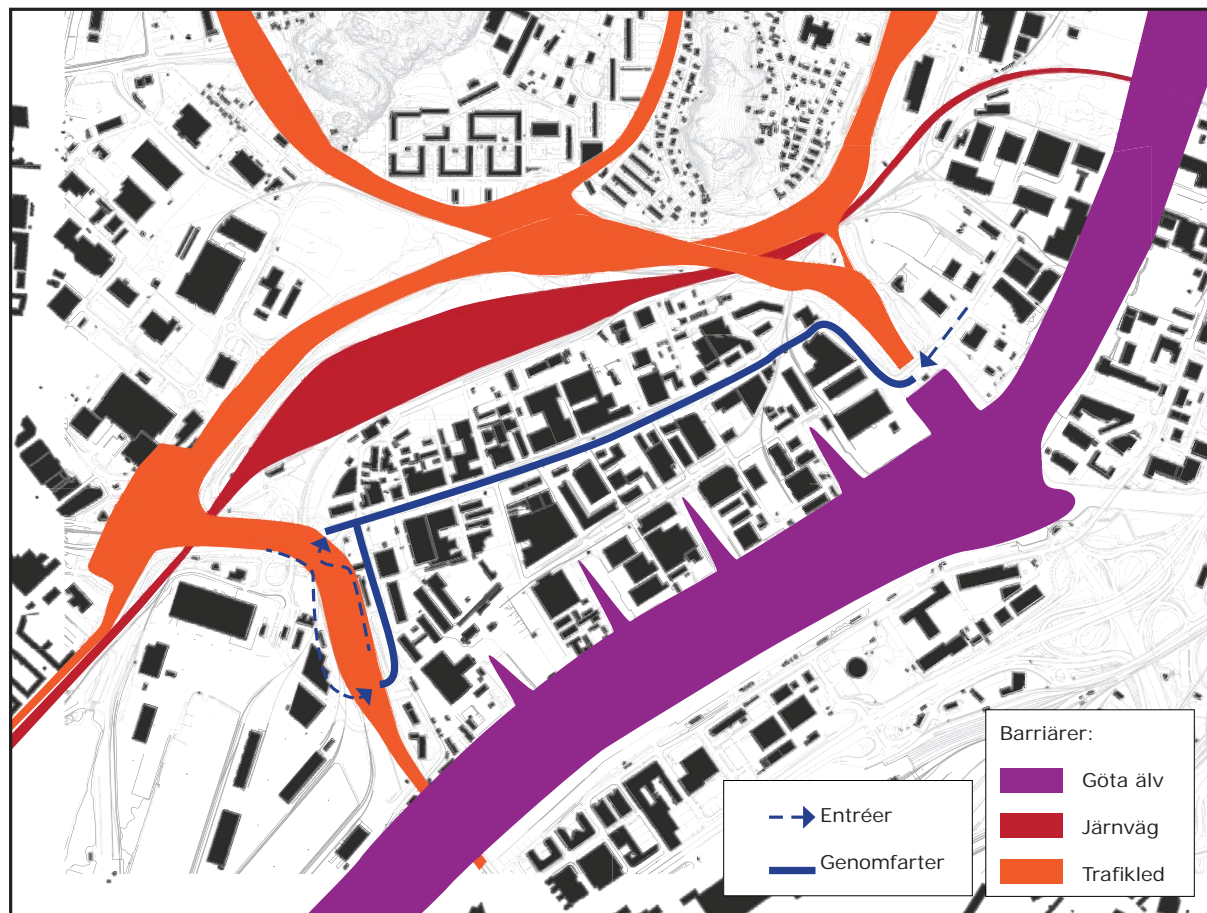 Entréer
Genomfarter
Barriärer:
Göta älv
Järnväg
Trafikled